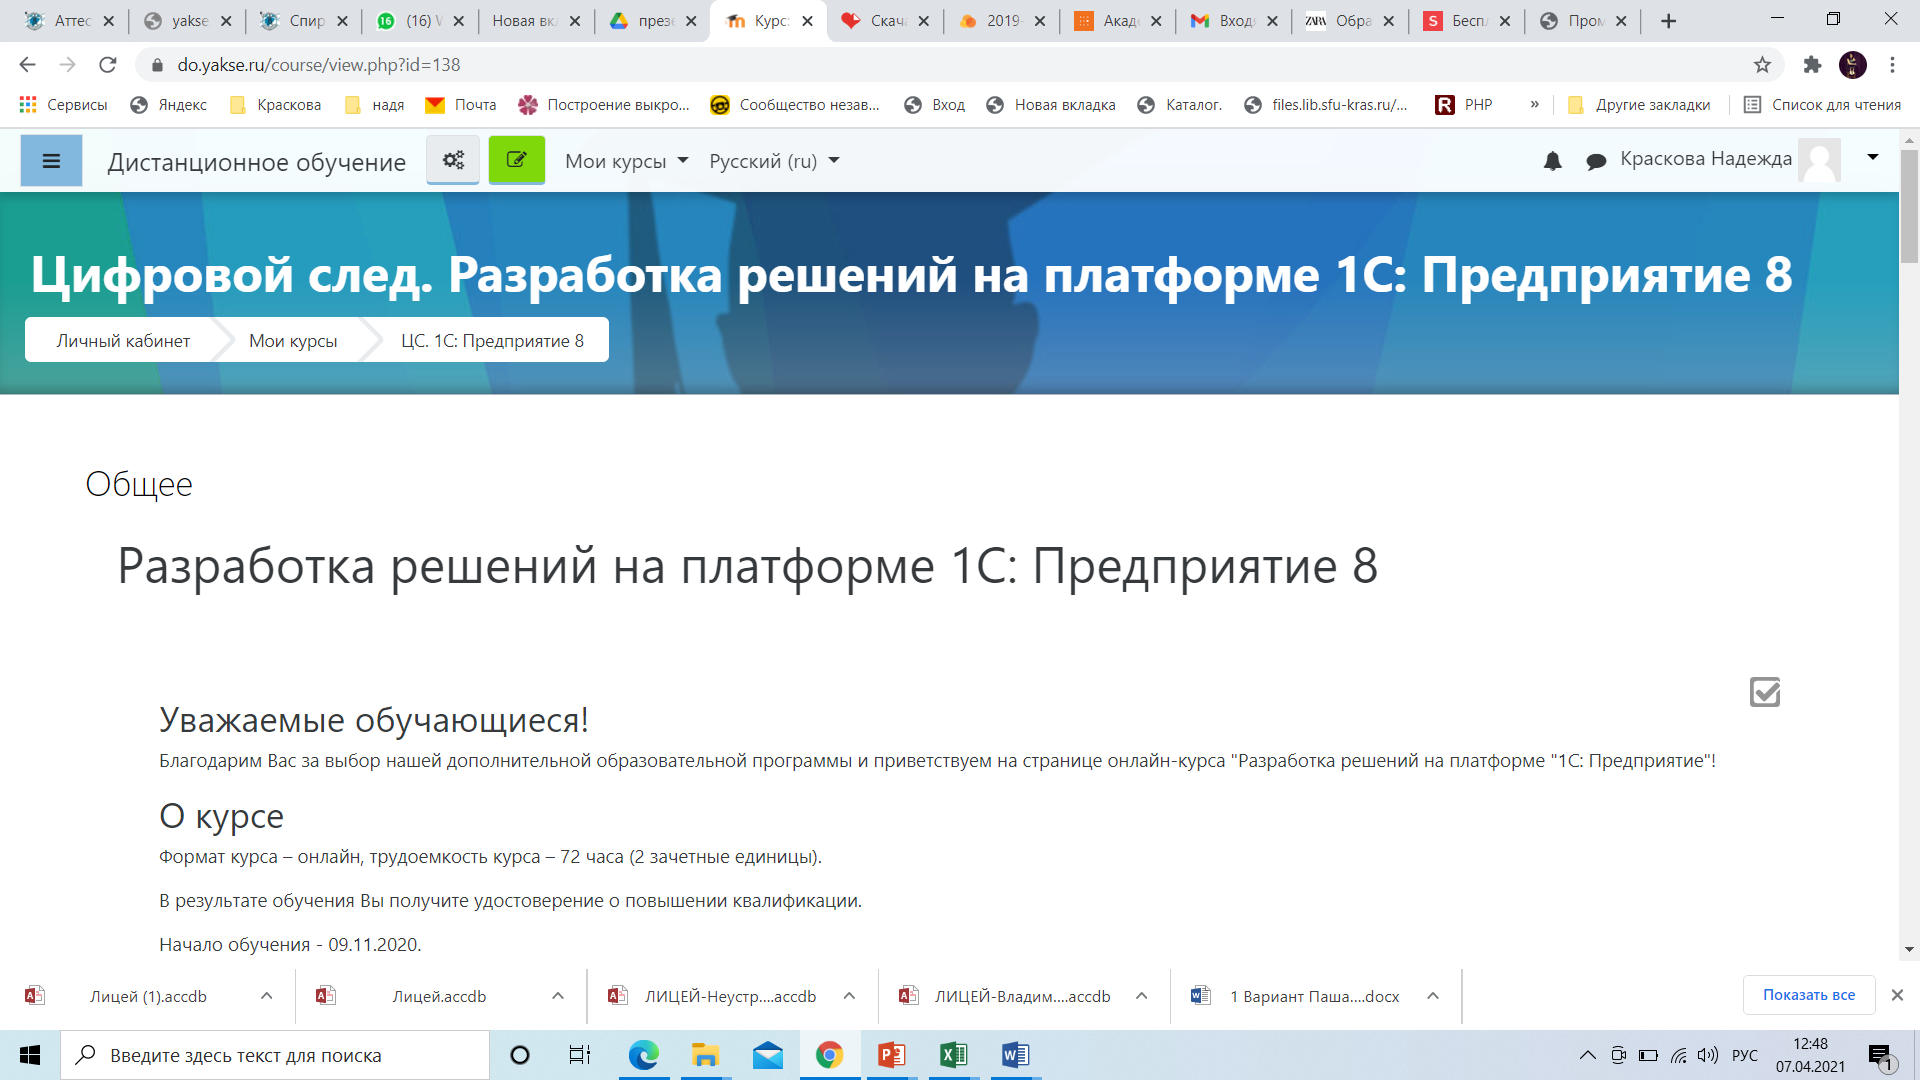 Аттес
yakse
Спир
(16) V
Новая вкл
през
Курс:
Скач
2019-
Акад
Вход
Обра
Бесп
Пром
do.yakse.ru/course/view.php?id=138
Сервисы
Яндекс
Краскова
надя
Почта
Построение выкро...
Сообщество незав...
Вход
Новая вкладка
Каталог.
files.lib.sfu-kras.ru/...
PHP
»
Другие закладки
Список для чтения
Дистанционное обучение
Мои курсы
Русский (ru)
Краскова Надежда
Цифровой след. Разработка решений на платформе 1С: Предприятие 8
Личный кабинет
Мои курсы
ЦС. 1С: Предприятие 8
Общее
Разработка решений на платформе 1С: Предприятие 8
Уважаемые обучающиеся!
Благодарим Вас за выбор нашей дополнительной образовательной программы и приветствуем на странице онлайн-курса "Разработка решений на платформе "1С: Предприятие"!
О курсе
Формат курса – онлайн, трудоемкость курса – 72 часа (2 зачетные единицы).
В результате обучения Вы получите удостоверение о повышении квалификации.
Начало обучения - 09.11.2020.
Лицей (1).accdb
Лицей.accdb
ЛИЦЕЙ-Неустр....accdb
ЛИЦЕЙ-Владим....accdb
1 Вариант Паша....docx
Показать все
Введите здесь текст для поиска
РУС
12:48
07.04.2021
1